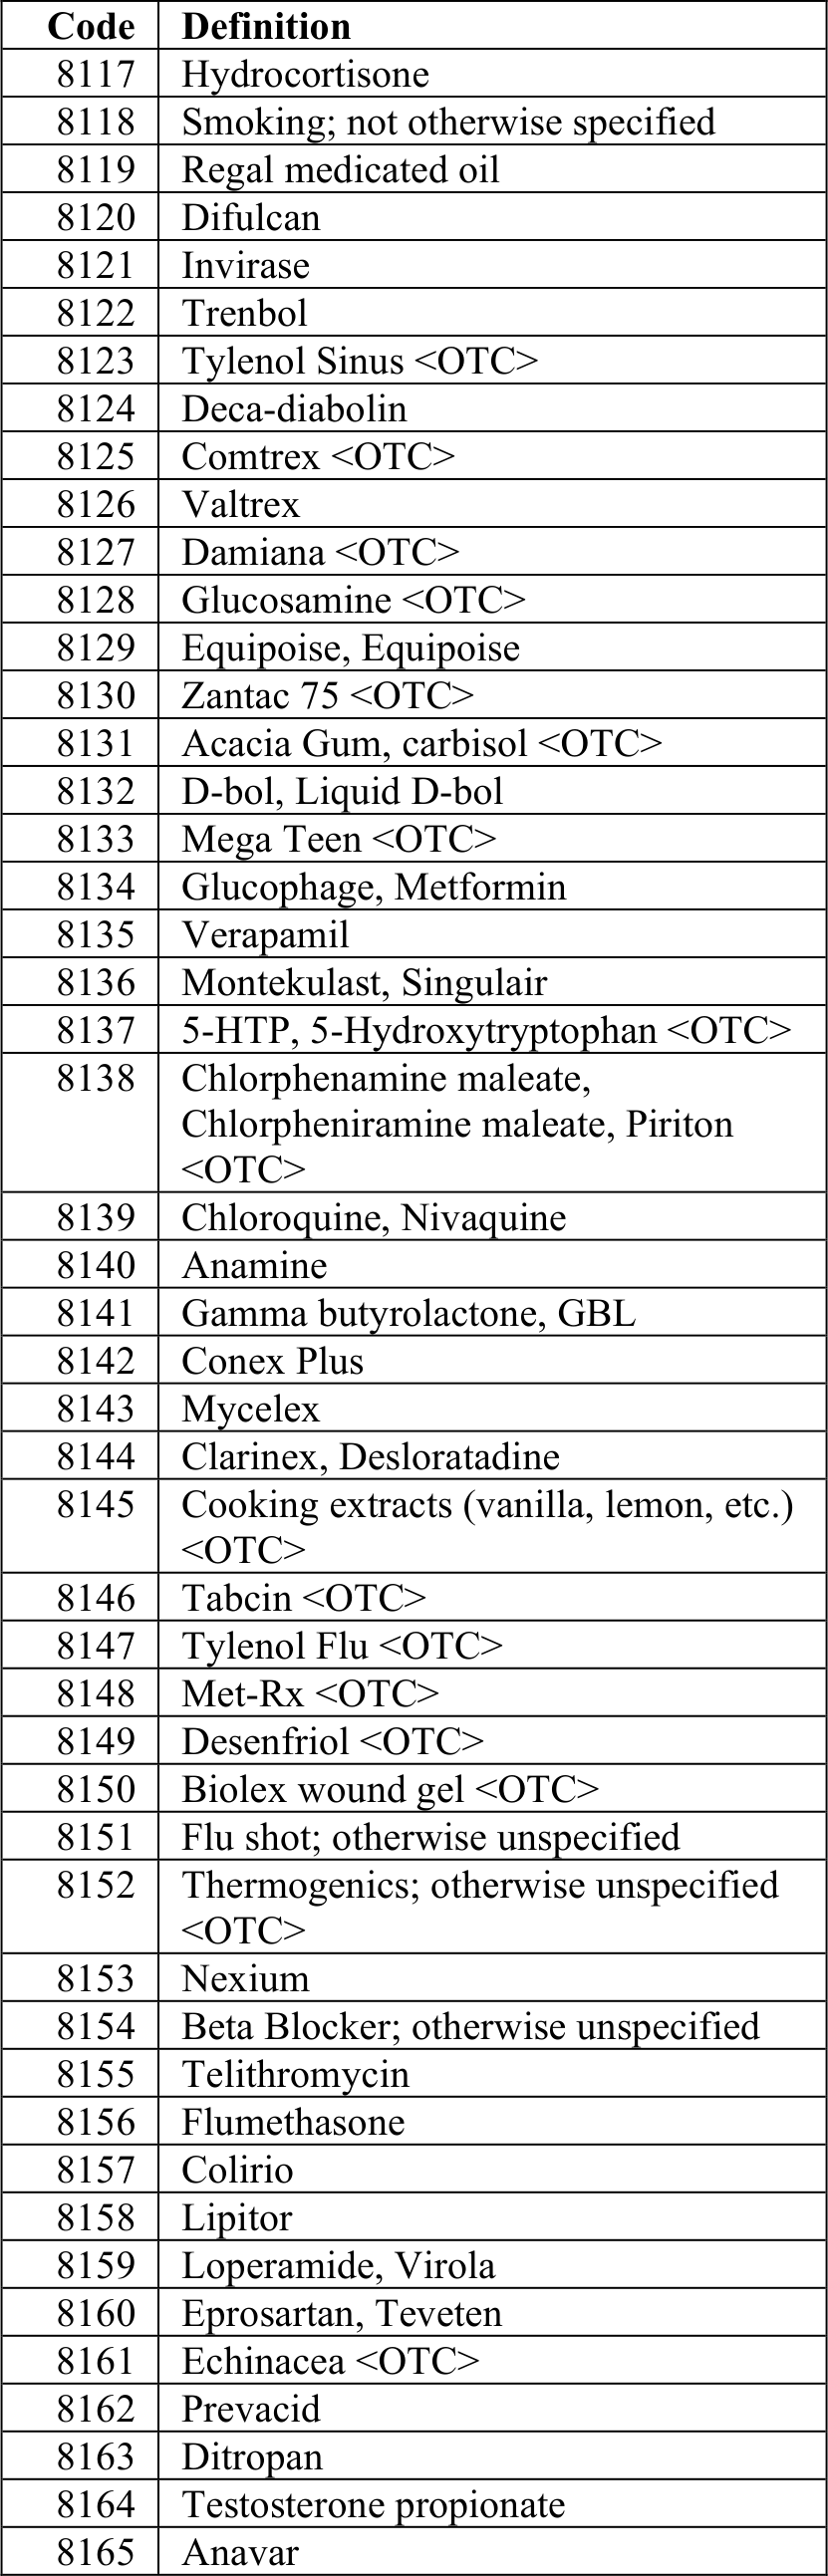 Code Definition
8117 Hydrocortisone
8118 Smoking; not otherwise specified
8119 Regal medicated oil
8120 Difulcan
8121 Invirase
8122 Trenbol
8123 Tylenol Sinus <OTC>
8124 Deca-diabolin
8125 Comtrex <OTC>
8126 Valtrex
8127 Damiana <OTC>
8128 Glucosamine <OTC>
8129 Equipoise, Equipoise
8130 Zantac 75 <OTC>
8131 Acacia Gum, carbisol <OTC>
8132 D-bol, Liquid D-bol
8133 Mega Teen <OTC>
8134 Glucophage, Metformin
8135 Verapamil
8136 Montekulast, Singulair
8137 5-HTP, 5-Hydroxytryptophan <OTC>
8138 Chlorphenamine maleate,
Chlorpheniramine maleate, Piriton
<OTC>
8139 Chloroquine, Nivaquine
8140 Anamine
8141 Gamma butyrolactone, GBL
8142 Conex Plus
8143 Mycelex
8144 Clarinex, Desloratadine
8145 Cooking extracts (vanilla, lemon, etc.)
<OTC>
8146 Tabcin <OTC>
8147 Tylenol Flu <OTC>
8148 Met-Rx <OTC>
8149 Desenfriol <OTC>
8150 Biolex wound gel <OTC>
8151 Flu shot; otherwise unspecified
8152 Thermogenics; otherwise unspecified
<OTC>
8153 Nexium
8154 Beta Blocker; otherwise unspecified
8155 Telithromycin
8156 Flumethasone
8157 Colirio
8158 Lipitor
8159 Loperamide, Virola
8160 Eprosartan, Teveten
8161 Echinacea <OTC>
8162 Prevacid
8163 Ditropan
8164 Testosterone propionate
8165 Anavar